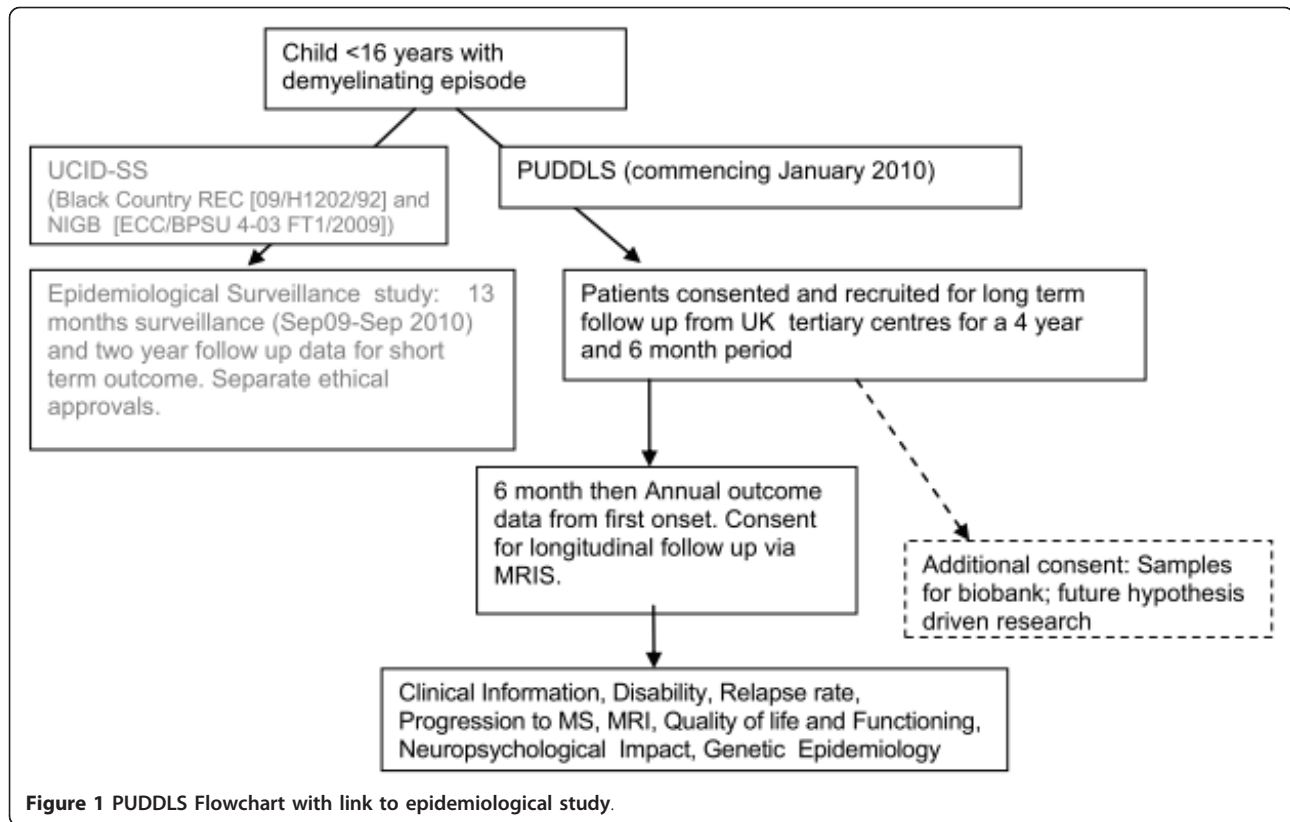 Child <16 years with
demyelinating episode
UCID-SS
(Black Country REC [09/H1202/92] and
NIGB [ECC/BPSU 4-03 FT1/2009])
PUDDLS (commencing January 2010)
Epidemiological Surveillance study: 13
months surveillance (Sep09-Sep 2010)
and two year follow up data for short
term outcome. Separate ethical
approvals.
Patients consented and recruited for long term
follow up from UK tertiary centres for a 4 year
and 6 month period
6 month then Annual outcome
data from first onset. Consent
for longitudinal follow up via
MRIS.
Additional consent: Samples
for biobank; future hypothesis
driven research
Clinical Information, Disability, Relapse rate,
Progression to MS, MRI, Quality of life and Functioning,
Neuropsychological Impact, Genetic Epidemiology
Figure 1 PUDDLS Flowchart with link to epidemiological study.